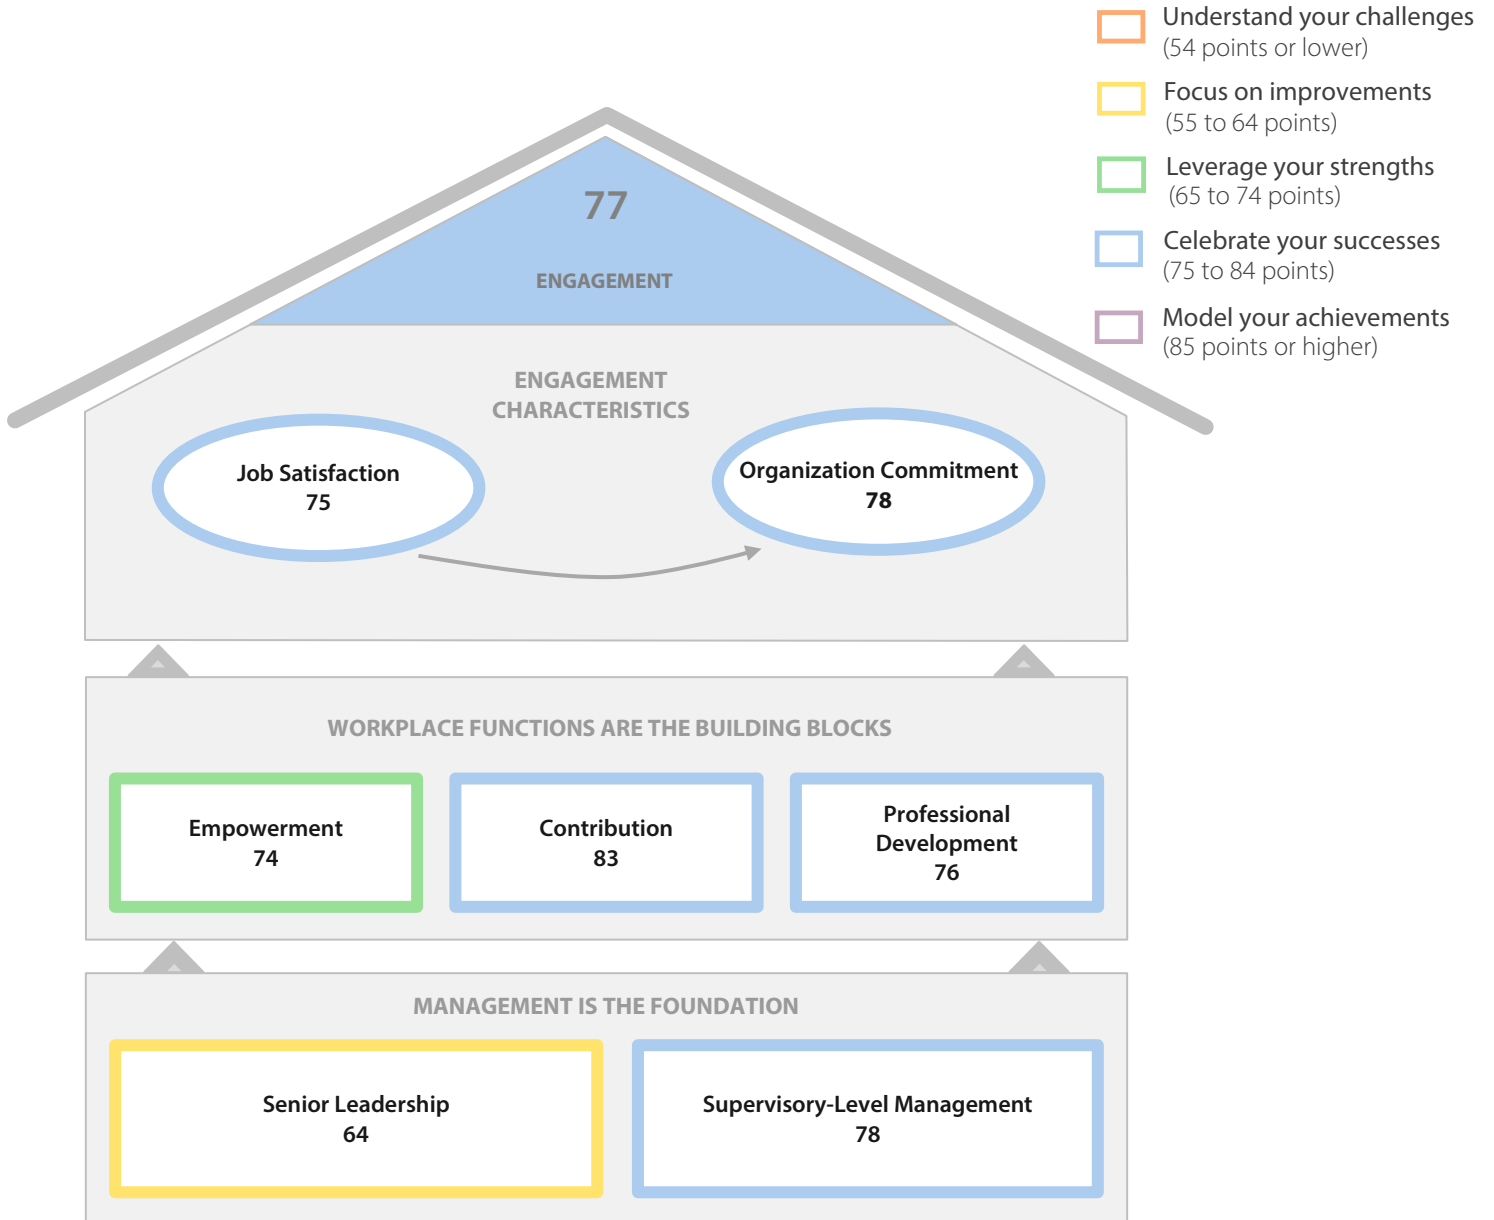 Understand your challenges
(54 points or lower)
Focus on improvements
(55 to 64 points)
Leverage your strengths
(65 to 74 points)
Celebrate your successes
(75 to 84 points)
Model your achievements
(85 points or higher)
77
ENGAGEMENT
ENGAGEMENT
CHARACTERISTICS
Job Satisfaction
75
Organization Commitment
78
WORKPLACE FUNCTIONS ARE THE BUILDING BLOCKS
Empowerment
74
Contribution
83
Professional
Development
76
MANAGEMENT IS THE FOUNDATION
Senior Leadership
64
Supervisory-Level Management
78